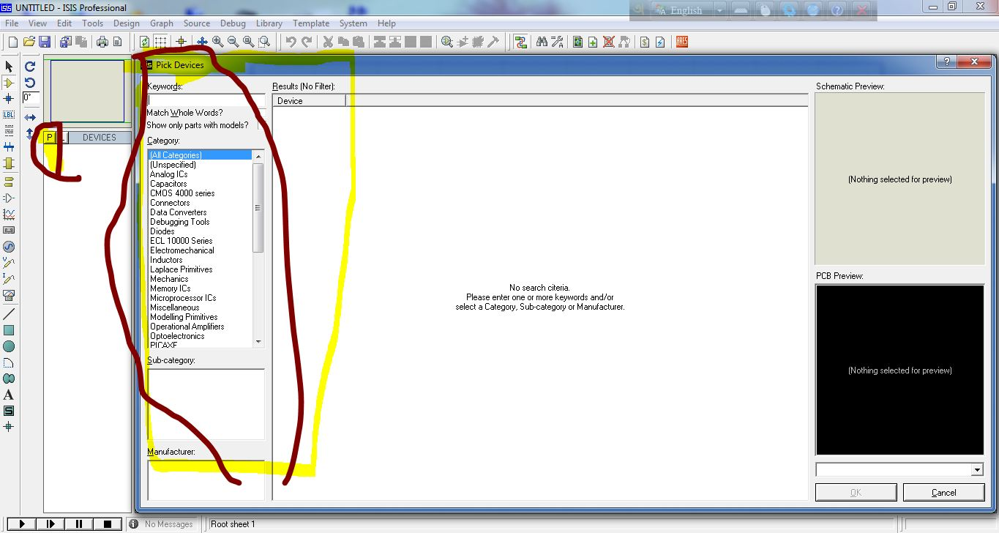 UNTITLED - ISIS Professional
English
File View Edit Tools Design Graph Source Debug Library Template System Help
ARES
Pick Devices
Keywords:
Match Whole Words?
Show only parts with models?
Category:
(All Categories)
(Unspecified)
Analog ICs
Capacitors
CMOS 4000 series
Connectors
Data Converters
Debugging Tools
Diodes
ECL 10000 Series
Electromechanical
Inductors
Laplace Primitives
Mechanics
Memory ICs
Microprocessor ICs
Miscellaneous
Modelling Primitives
Operational Amplifiers
Optoelectronics
PICAXE
Sub-category:
Manufacturer:
Results (No Filter):
Device
No search citeria.
Please enter one or more keywords and/or
select a Category, Sub-category or Manufacturer.
Schematic Preview:
(Nothing selected for preview)
PCB Preview:
(Nothing selected for preview)
OK Cancel
0°
LBL
P L DEVICES
A
S
No Messages
Root sheet 1